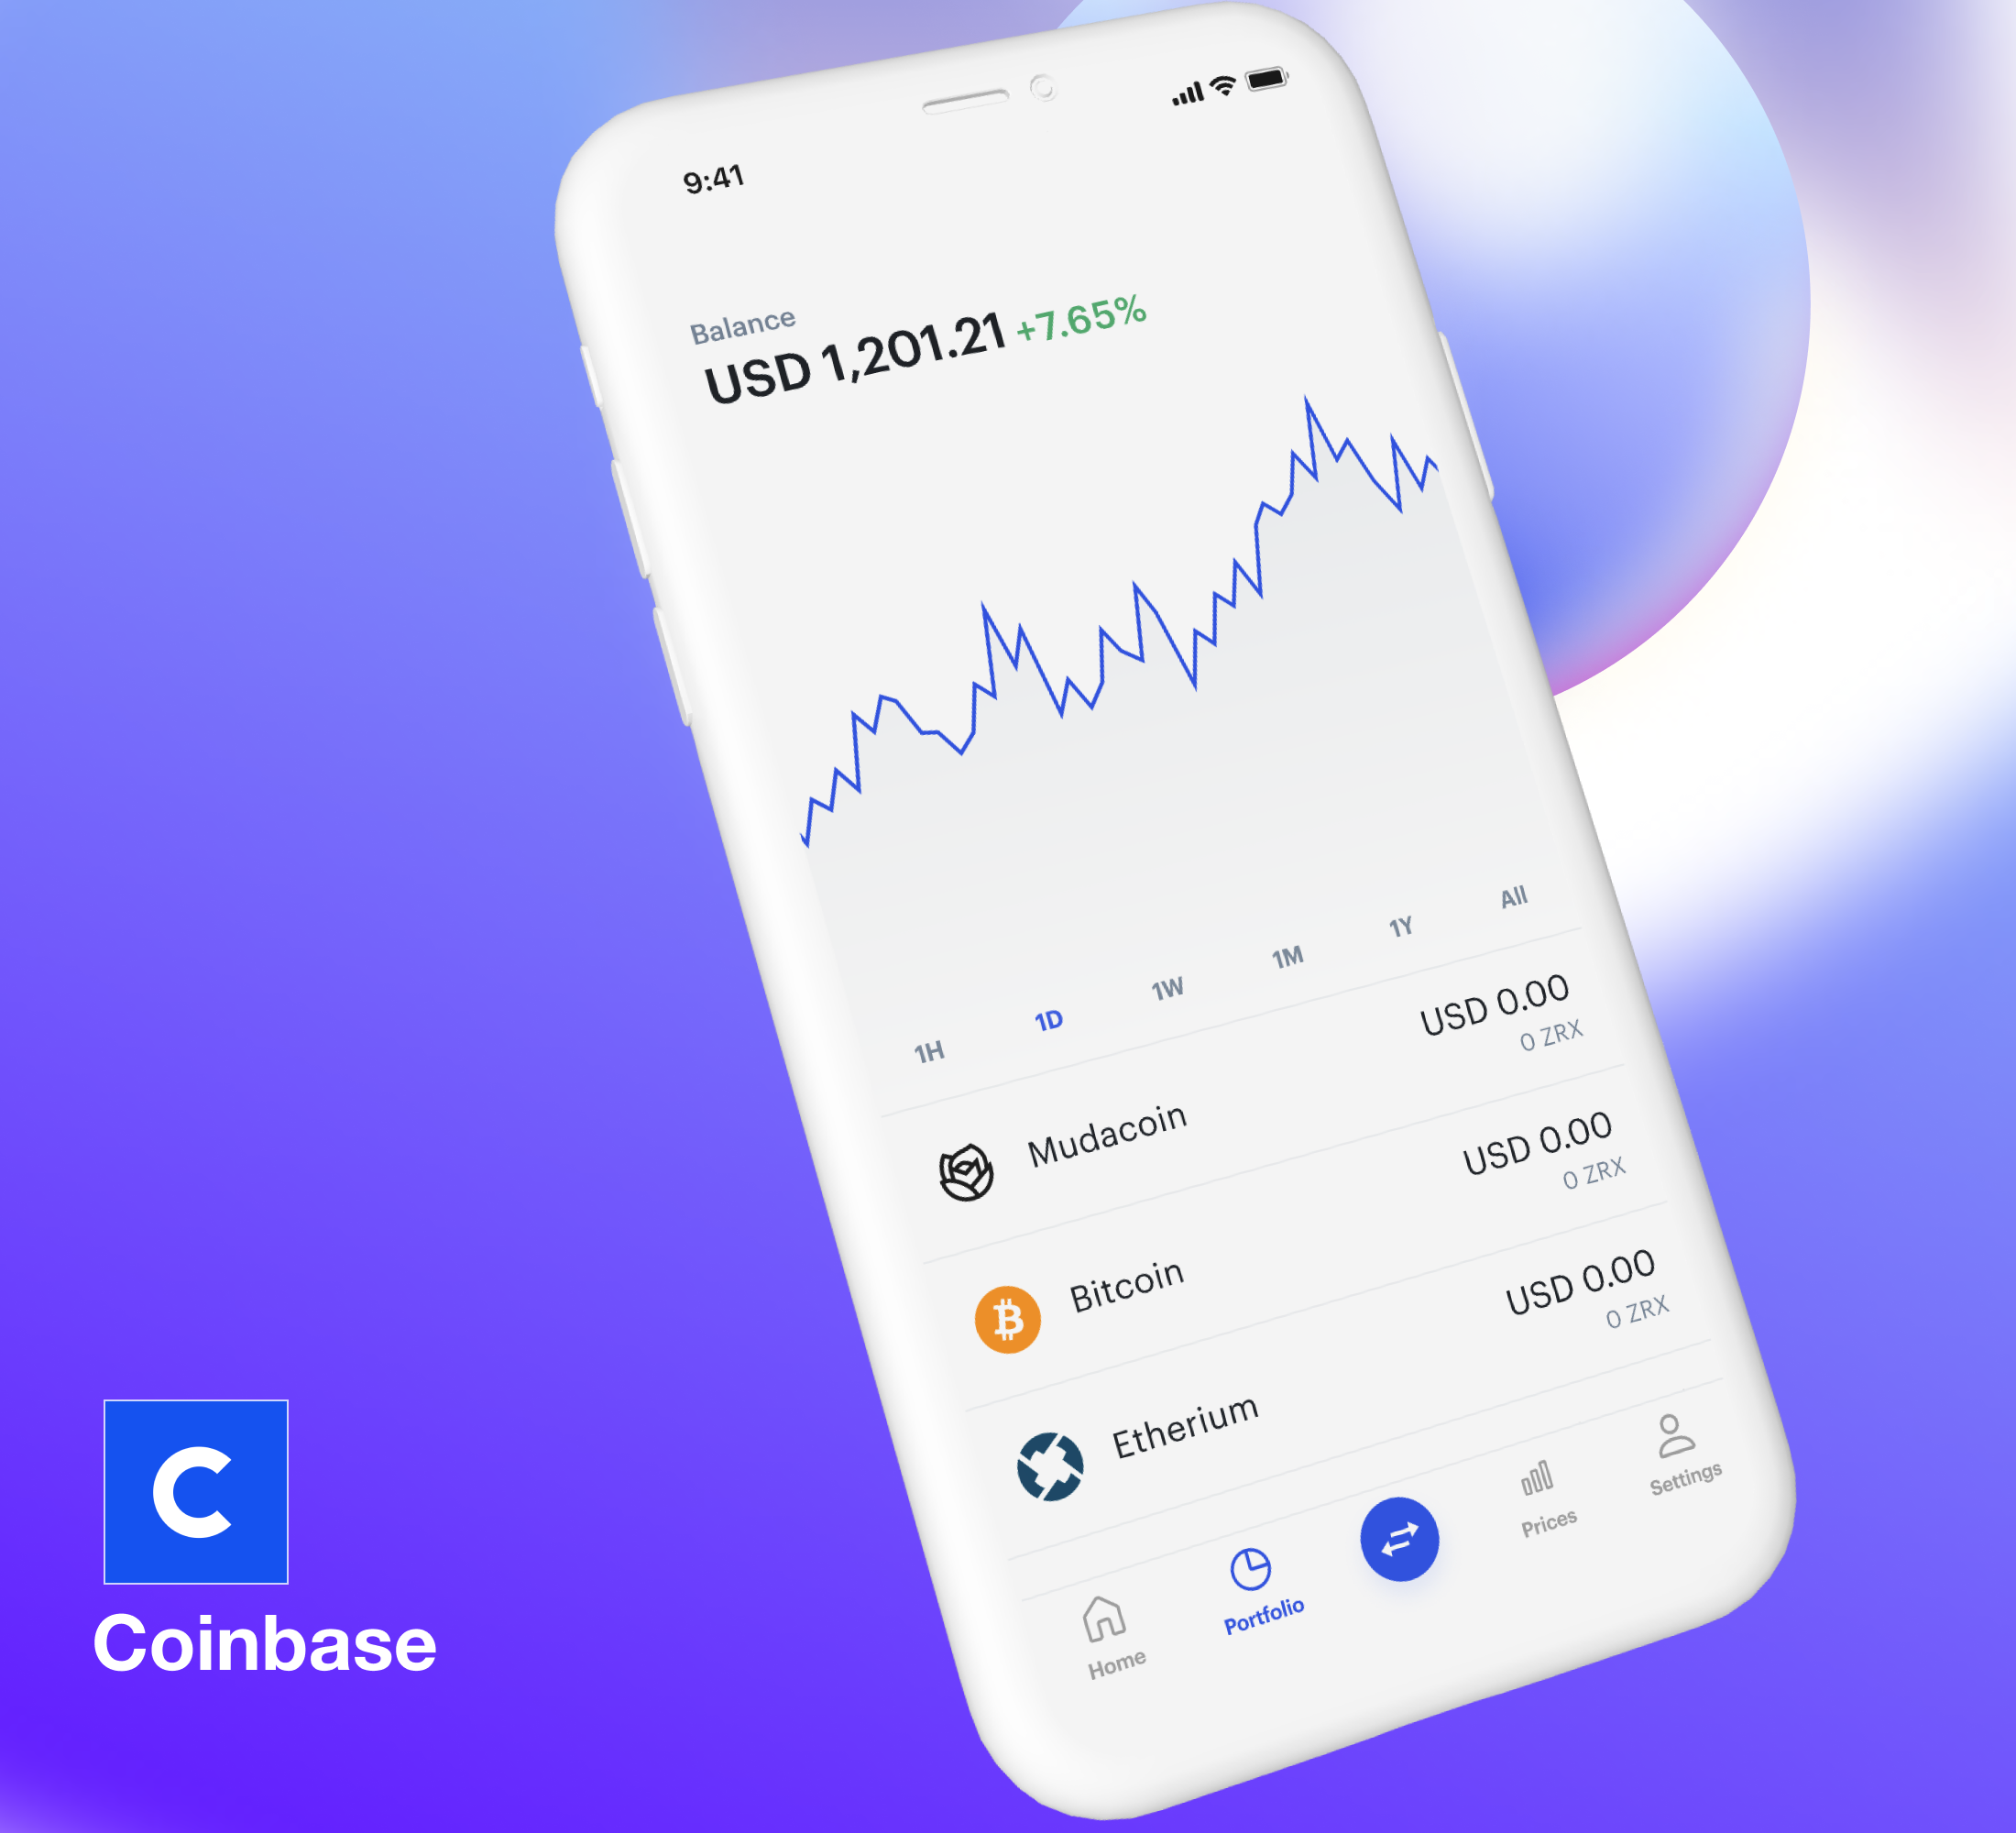 9:41
Balance
USD 1,201.21 +7.65%
1H 1D 1W 1M 1Y All
Mudacoin USD 0.00
0 ZRX
Bitcoin USD 0.00
0 ZRX
Etherium USD 0.00
0 ZRX
Home Portfolio Prices Settings
C
Coinbase